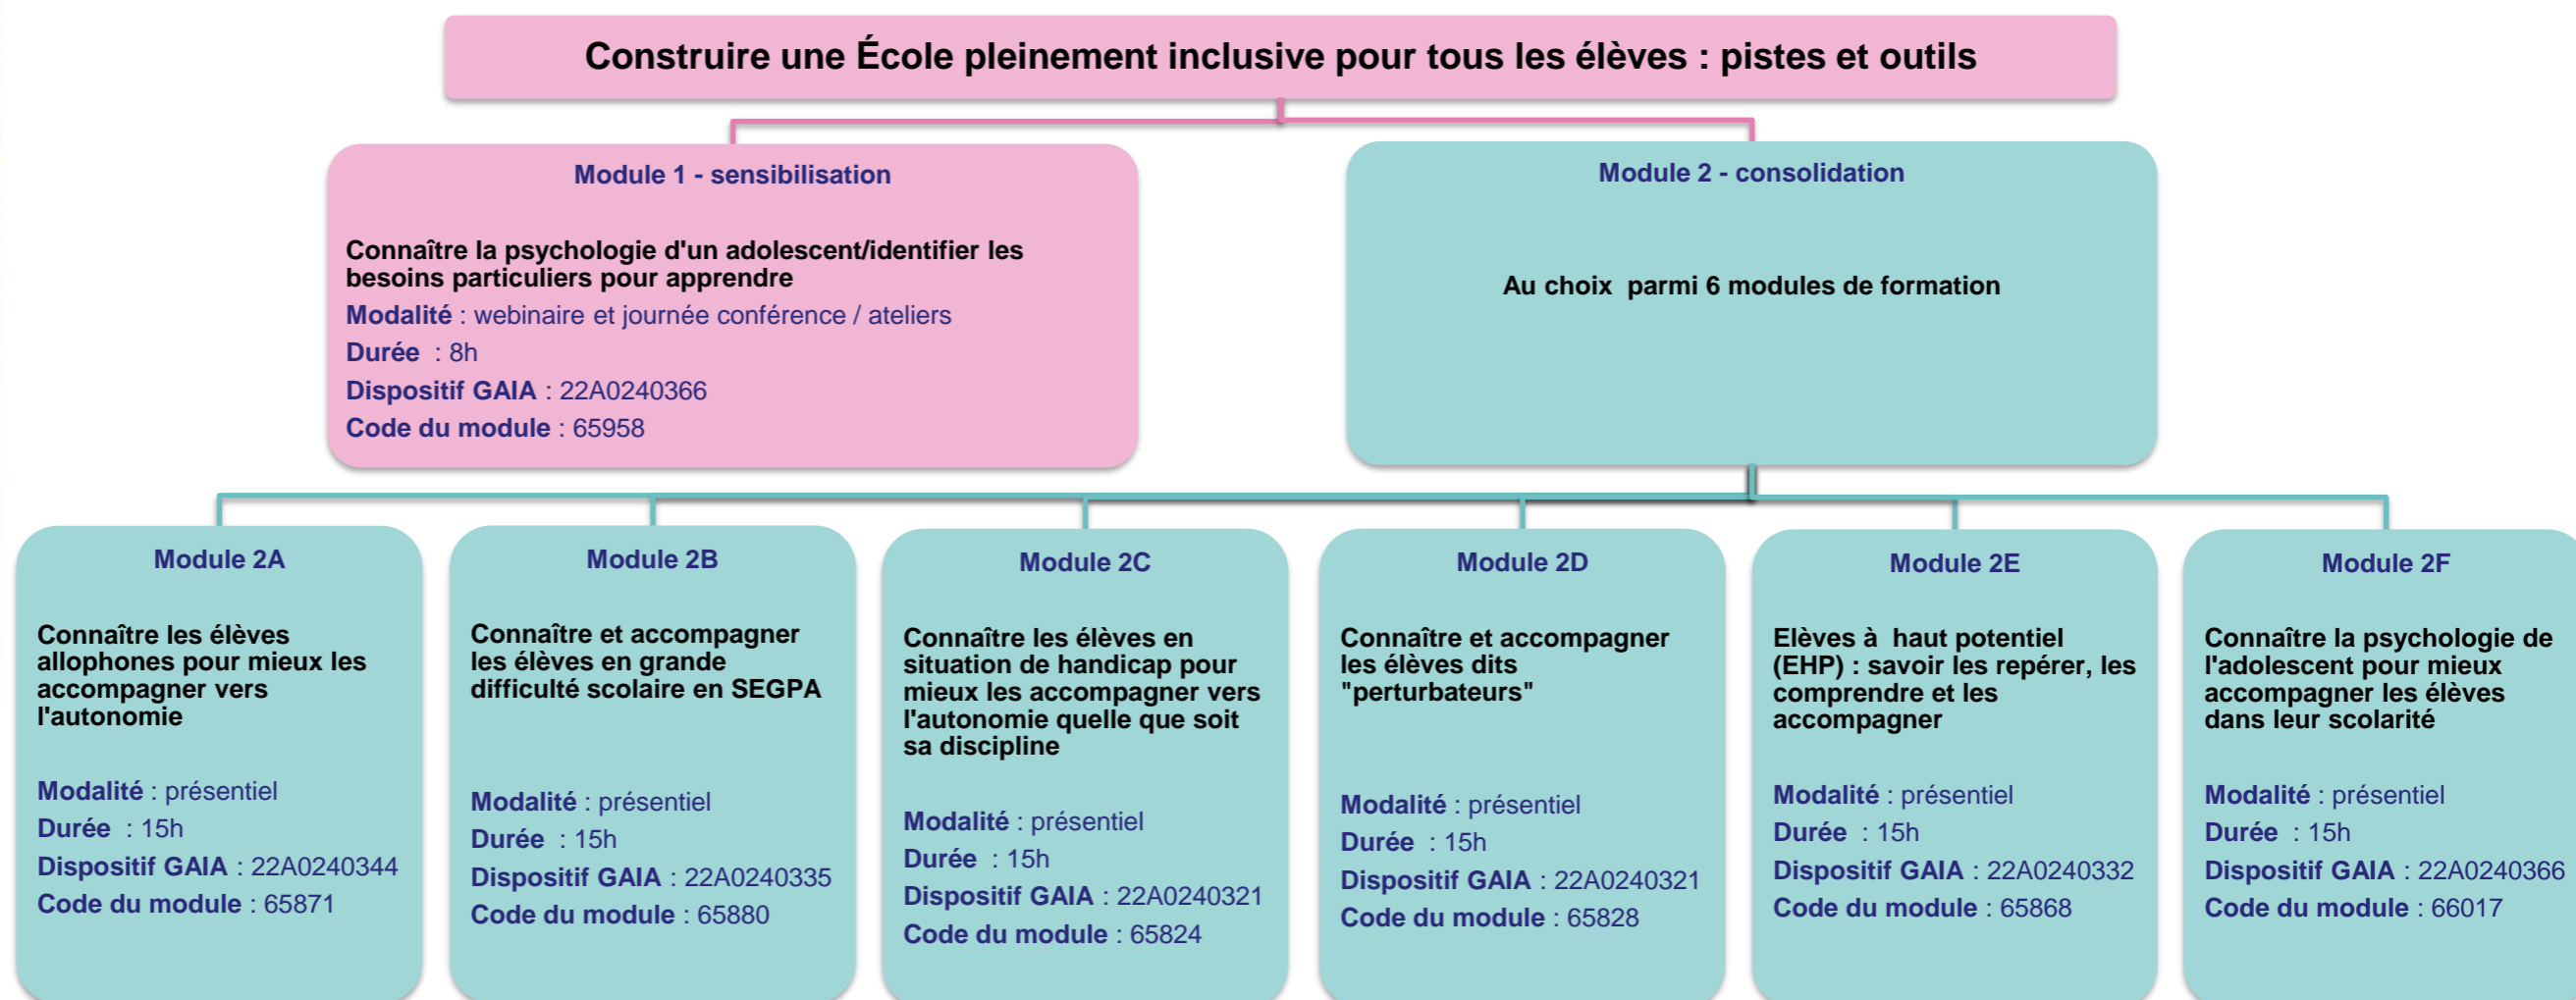 Construire une École pleinement inclusive pour tous les élèves : pistes et outils
Module 1 - sensibilisation
Connaître la psychologie d'un adolescent/identifier les
besoins particuliers pour apprendre
Modalité : webinaire et journée conférence / ateliers
Durée : 8h
Dispositif GAIA : 22A0240366
Code du module : 65958
Module 2 - consolidation
Au choix parmi 6 modules de formation
Module 2A
Connaître les élèves
allophones pour mieux les
accompagner vers
l'autonomie
Modalité : présentiel
Durée : 15h
Dispositif GAIA : 22A0240344
Code du module : 65871
Module 2B
Connaître et accompagner
les élèves en grande
difficulté scolaire en SEGPA
Modalité : présentiel
Durée : 15h
Dispositif GAIA : 22A0240335
Code du module : 65880
Module 2C
Connaître les élèves en
situation de handicap pour
mieux les accompagner vers
l'autonomie quelle que soit
sa discipline
Modalité : présentiel
Durée : 15h
Dispositif GAIA : 22A0240321
Code du module : 65824
Module 2D
Connaître et accompagner
les élèves dits
"perturbateurs"
Modalité : présentiel
Durée : 15h
Dispositif GAIA : 22A0240321
Code du module : 65828
Module 2E
Elèves à haut potentiel
(EHP) : savoir les repérer, les
comprendre et les
accompagner
Modalité : présentiel
Durée : 15h
Dispositif GAIA : 22A0240332
Code du module : 65868
Module 2F
Connaître la psychologie de
l'adolescent pour mieux
accompagner les élèves
dans leur scolarité
Modalité : présentiel
Durée : 15h
Dispositif GAIA : 22A0240366
Code du module : 66017